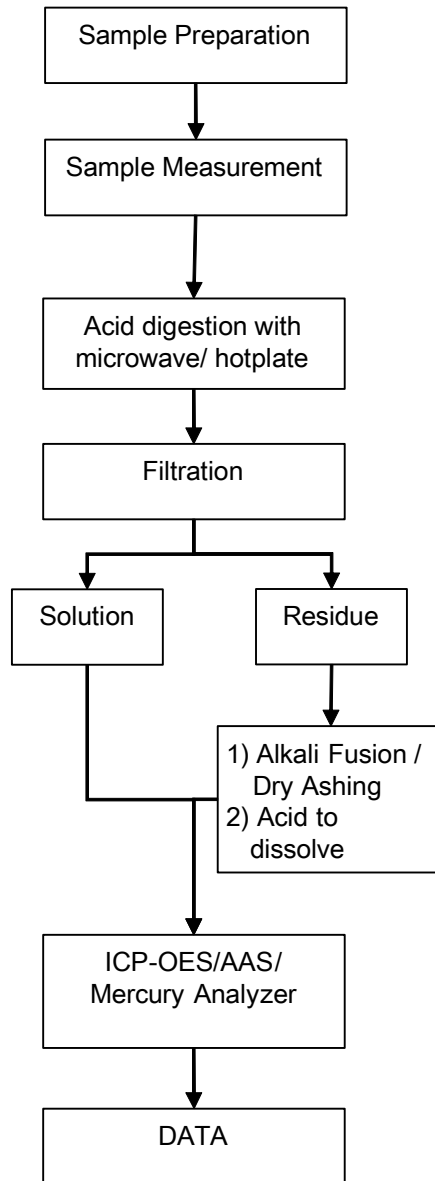 Sample Preparation
Sample Measurement
Acid digestion with
microwave/ hotplate
Filtration
Solution
Residue
1) Alkali Fusion /
Dry Ashing
2) Acid to
dissolve
ICP-OES/AAS/
Mercury Analyzer
DATA